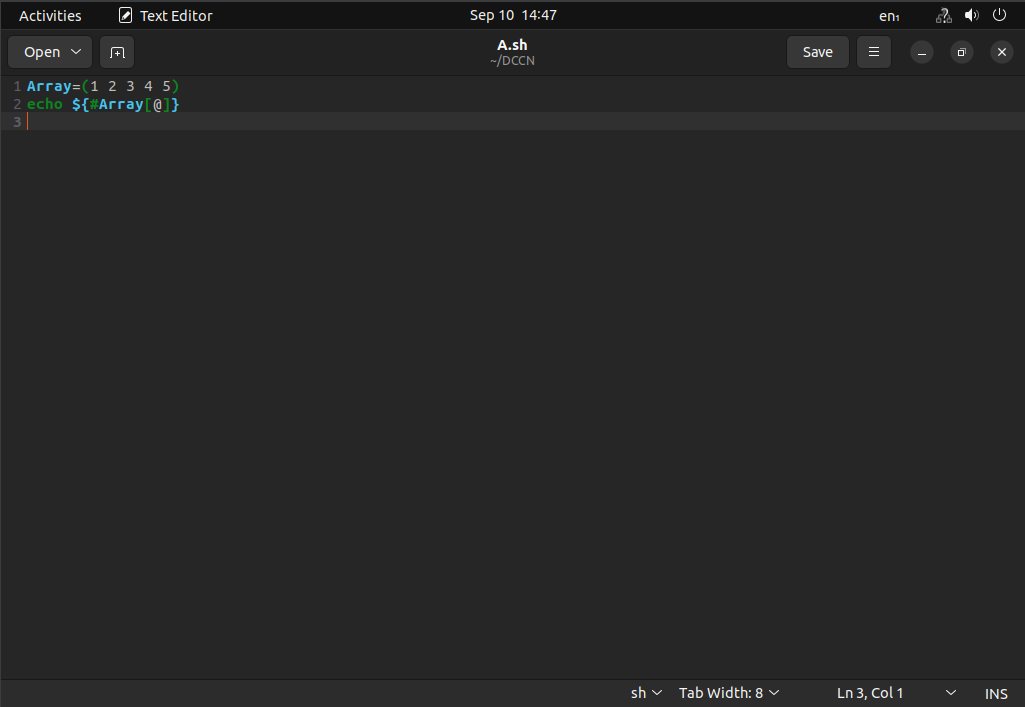 Activities Text Editor Sep 10 14:47 en₁
Open A.sh Save
~/DCCN
1 Array=(1 2 3 4 5)
2 echo ${#Array[@]}
3
sh Tab Width: 8 Ln 3, Col 1 INS